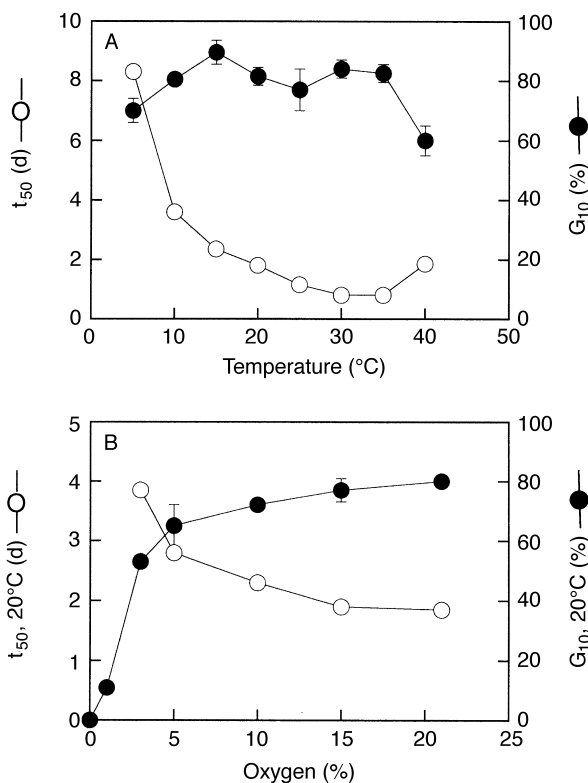 A
10
8
6
4
2
0
100
80
60
40
20
0
0 10 20 30 40 50
Temperature (°C)
t50 (d) —O—
G10 (%) —●—
B
5
4
3
2
1
0
100
80
60
40
20
0
0 5 10 15 20 25
Oxygen (%)
t50, 20°C (d) —O—
G10, 20°C (%) —●—